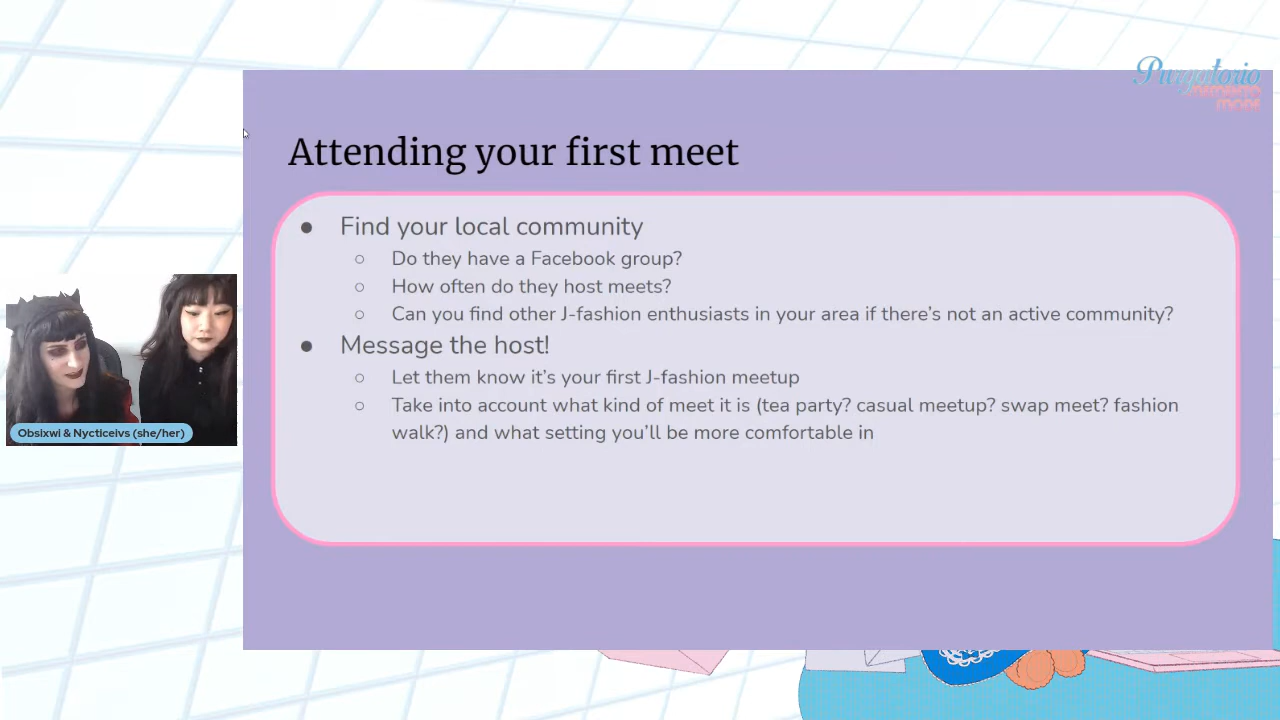 Purgatorio
MEMENTO
MODE
Attending your first meet
● Find your local community
○ Do they have a Facebook group?
○ How often do they host meets?
○ Can you find other J-fashion enthusiasts in your area if there's not an active community?
● Message the host!
○ Let them know it's your first J-fashion meetup
○ Take into account what kind of meet it is (tea party? casual meetup? swap meet? fashion
walk?) and what setting you'll be more comfortable in
Obsixwi & Nycticeivs (she/her)